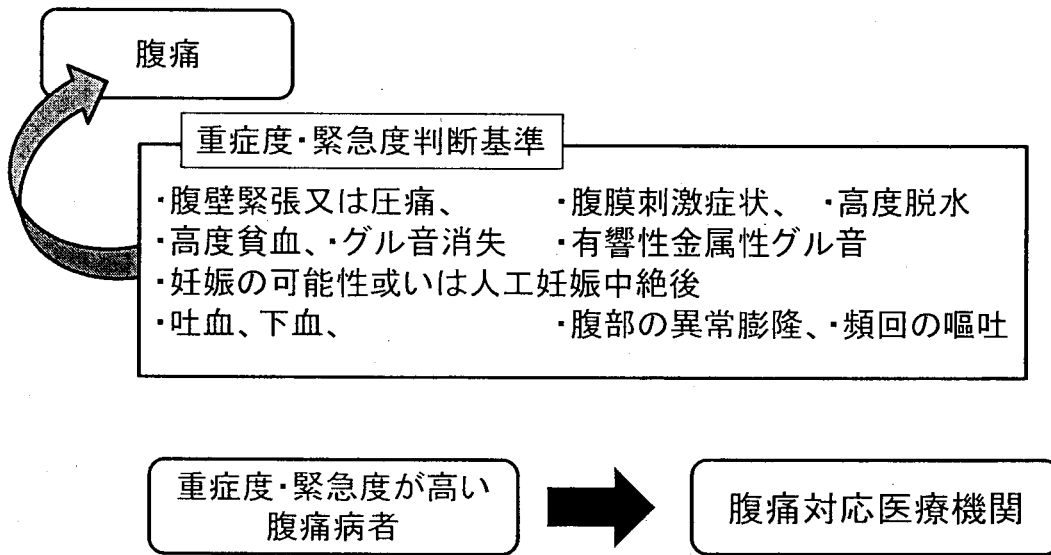 腹痛
重症度・緊急度判断基準
・腹壁緊張又は圧痛、 ・腹膜刺激症状、 ・高度脱水
・高度貧血、・グル音消失 ・有響性金属性グル音
・妊娠の可能性或いは人工妊娠中絶後
・吐血、下血、 ・腹部の異常膨隆、・頻回の嘔吐
重症度・緊急度が高い
腹痛病者
腹痛対応医療機関